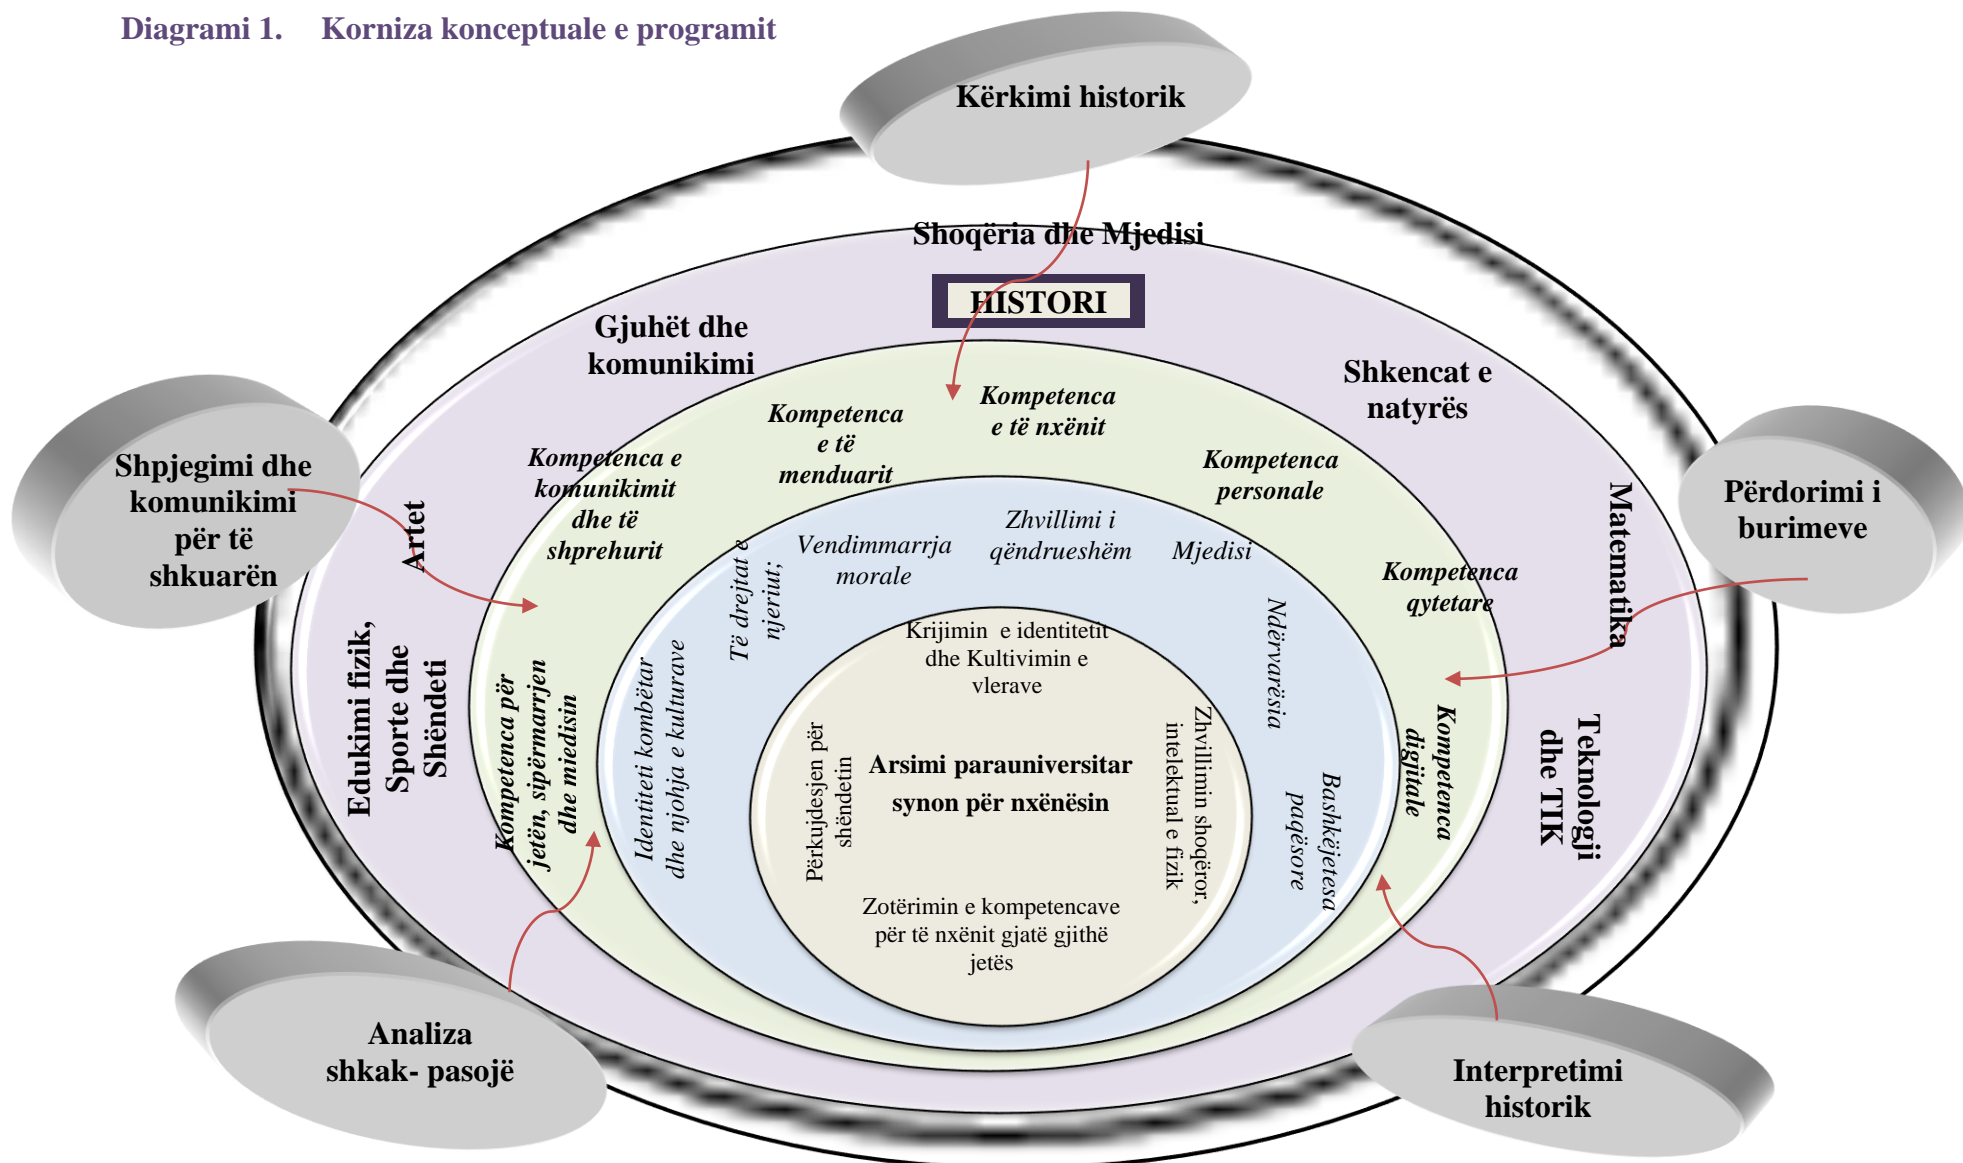 Diagrami 1. Korniza konceptuale e programit
Kërkimi historik
Shoqëria dhe Mjedisi
HISTORI
Gjuhët dhe
komunikimi
Shkencat e
natyrës
Shpjegimi dhe
komunikimi
për të
shkuarën
Përdorimi i
burimeve
Artet
Matematika
Edukimi fizik,
Sporte dhe
Shëndeti
Teknologji
dhe TIK
Kompetenca e
komunikimit
dhe të
shprehurit
Kompetenca
e të
menduarit
Kompetenca
e të nxënit
Kompetenca
personale
Kompetenca
qytetare
Kompetenca
digjitale
Kompetenca për
jetën, sipërmarrjen
dhe miedisin
Identiteti kombëtar
dhe njohja e kulturave
Të drejtat e
njeriut;
Vendimmarrja
morale
Zhvillimi i
qëndrueshëm
Mjedisi
Ndërvarësia
Bashkëjetesa
paqësore
Krijimin e identitetit
dhe Kultivimin e
vlerave
Përkujdesjen për
shëndetin
Arsimi parauniversitar
synon për nxënësin
Zhvillimin shoqëror,
intelektual e fizik
Zotërimin e kompetencave
për të nxënit gjatë gjithë
jetës
Analiza
shkak- pasojë
Interpretimi
historik